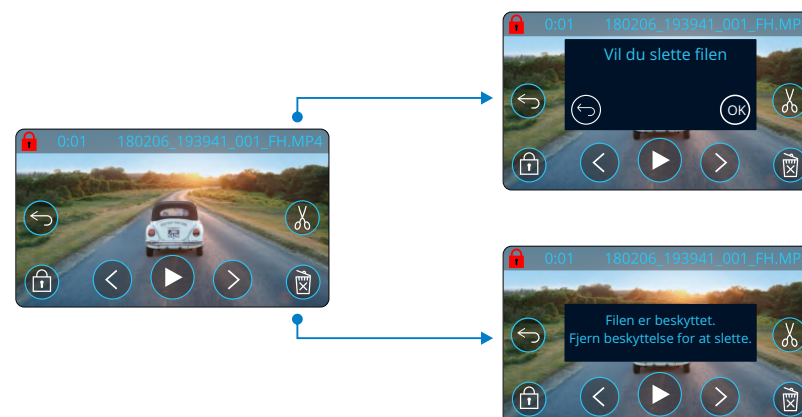 0:01 180206_193941_001_FH.MP4
0:01 180206_193941_001_FH.MP
Vil du slette filen
OK
0:01 180206_193941_001_FH.MP
Filen er beskyttet.
Fjern beskyttelse for at slette.